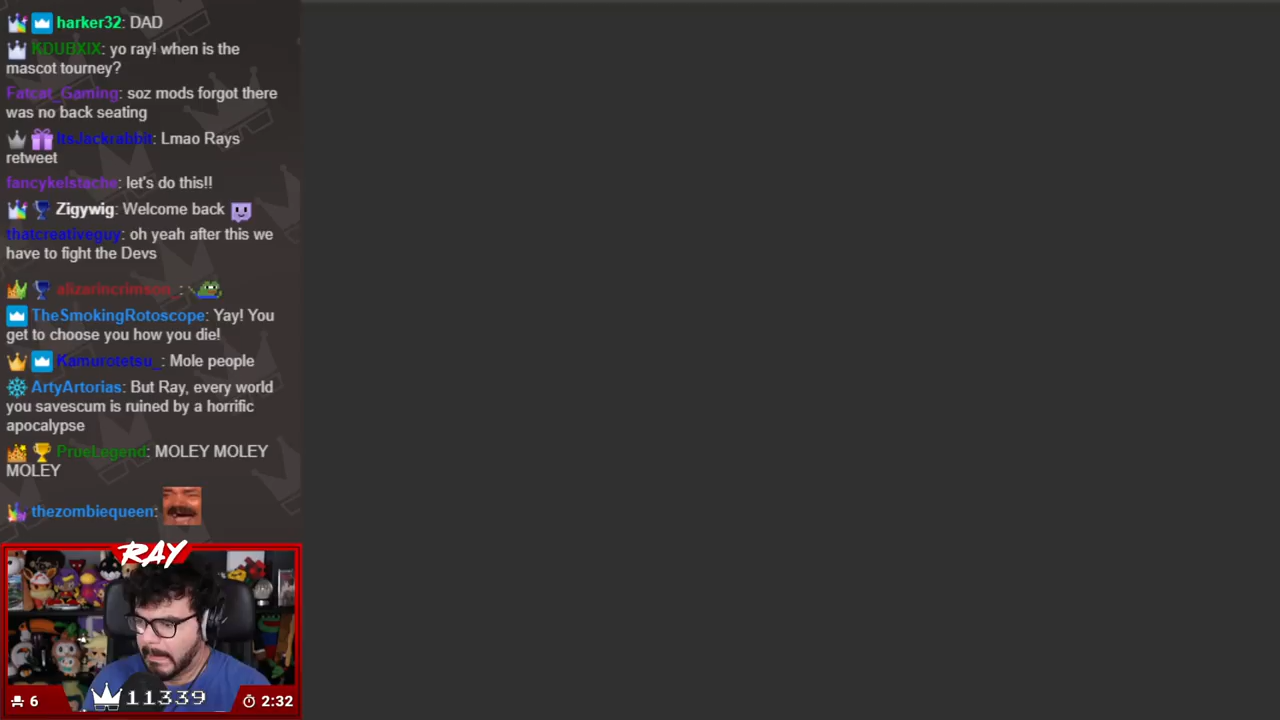 harker32: DAD
KDUBXIX: yo ray! when is the
mascot tourney?
Fatcat_Gaming: soz mods forgot there
was no back seating
ItsJackrabbit: Lmao Rays
retweet
fancykelstache: let's do this!!
Zigywig: Welcome back
thatcreativeguy: oh yeah after this we
have to fight the Devs
alizarincrimson_:
TheSmokingRotoscope: Yay! You
get to choose you how you die!
Kamurotetsu_: Mole people
ArtyArtorias: But Ray, every world
you savescum is ruined by a horrific
apocalypse
PrueLegend: MOLEY MOLEY
MOLEY
thezombiequeen:
RAY
6
11339
2:32